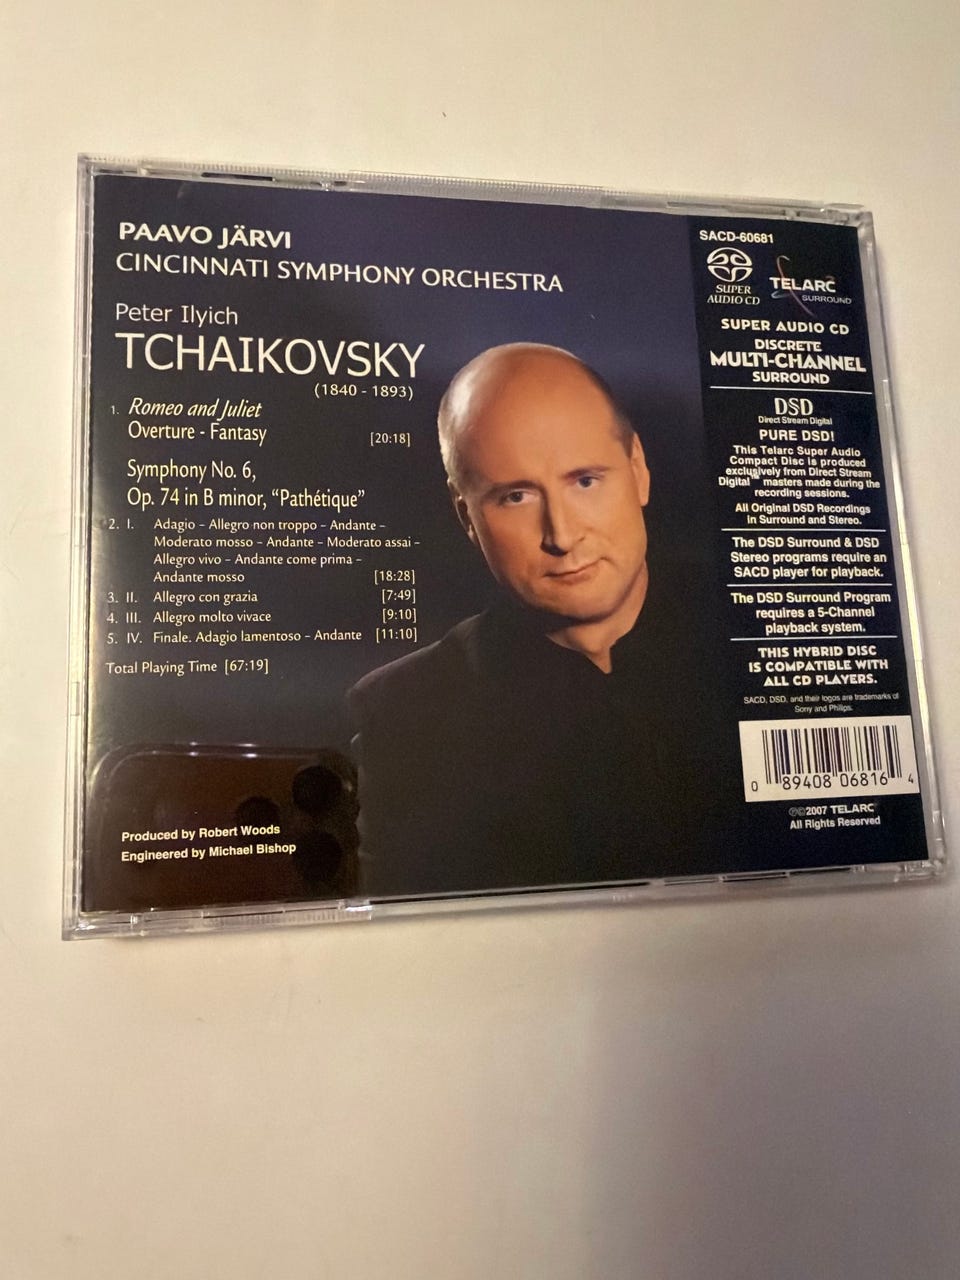 PAAVO JÄRVI
CINCINNATI SYMPHONY ORCHESTRA
Peter Ilyich
TCHAIKOVSKY
(1840 - 1893)
1. Romeo and Juliet
Overture - Fantasy [20:18]
Symphony No. 6,
Op. 74 in B minor, “Pathétique”
2. I. Adagio – Allegro non troppo – Andante –
Moderato mosso – Andante – Moderato assai –
Allegro vivo – Andante come prima –
Andante mosso [18:28]
3. II. Allegro con grazia [7:49]
4. III. Allegro molto vivace [9:10]
5. IV. Finale. Adagio lamentoso – Andante [11:10]
Total Playing Time [67:19]
Produced by Robert Woods
Engineered by Michael Bishop
SACD-60681
SUPER
AUDIO CD
TELARC
SURROUND
SUPER AUDIO CD
DISCRETE
MULTI-CHANNEL
SURROUND
DSD
Direct Stream Digital
PURE DSD!
This Telarc Super Audio
Compact Disc is produced
exclusively from Direct Stream
Digital™ masters made during the
recording sessions.
All Original DSD Recordings
in Surround and Stereo.
The DSD Surround & DSD
Stereo programs require an
SACD player for playback.
The DSD Surround Program
requires a 5-Channel
playback system.
THIS HYBRID DISC
IS COMPATIBLE WITH
ALL CD PLAYERS.
SACD, DSD, and their logos are trademarks of
Sony and Philips.
0 89408 06816 4
℗©2007 TELARC
All Rights Reserved